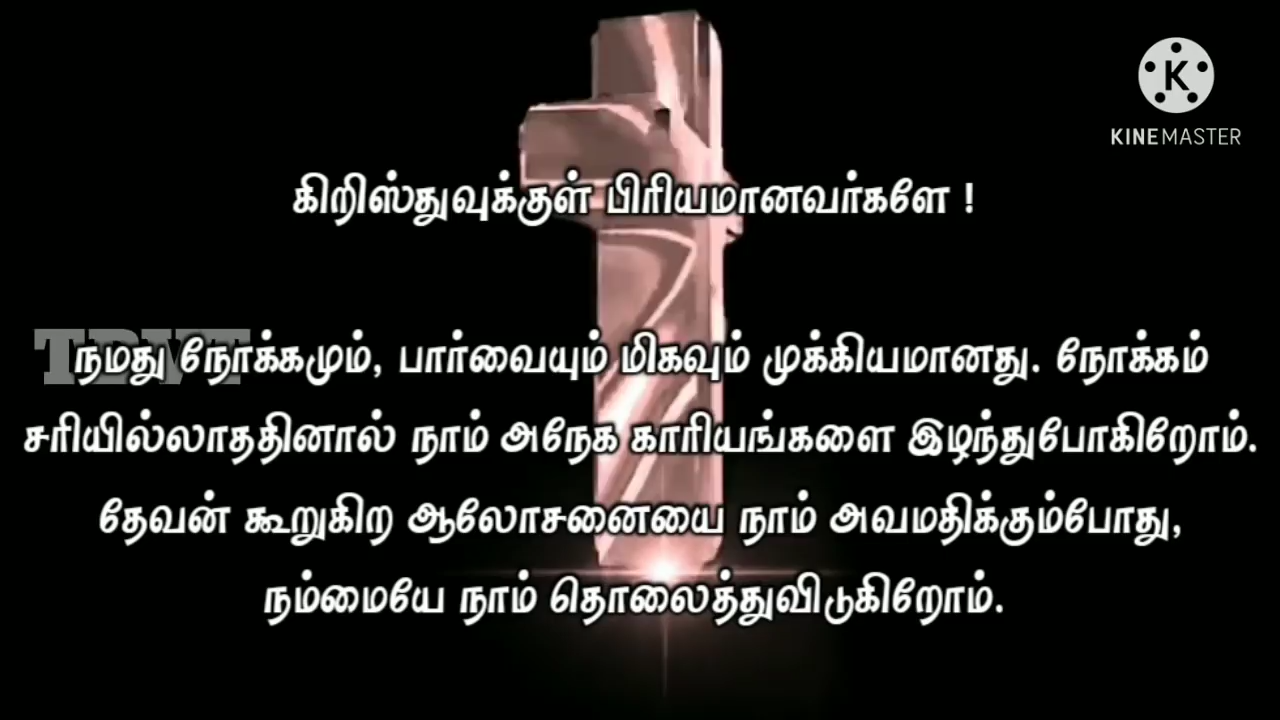 KINEMASTER
கிறிஸ்துவுக்குள் பிரியமானவர்களே !
நமது நோக்கமும், பார்வையும் மிகவும் முக்கியமானது. நோக்கம்
சரியில்லாததினால் நாம் அநேக காரியங்களை இழந்துபோகிறோம்.
தேவன் கூறுகிற ஆலோசனையை நாம் அவமதிக்கும்போது,
நம்மையே நாம் தொலைத்துவிடுகிறோம்.